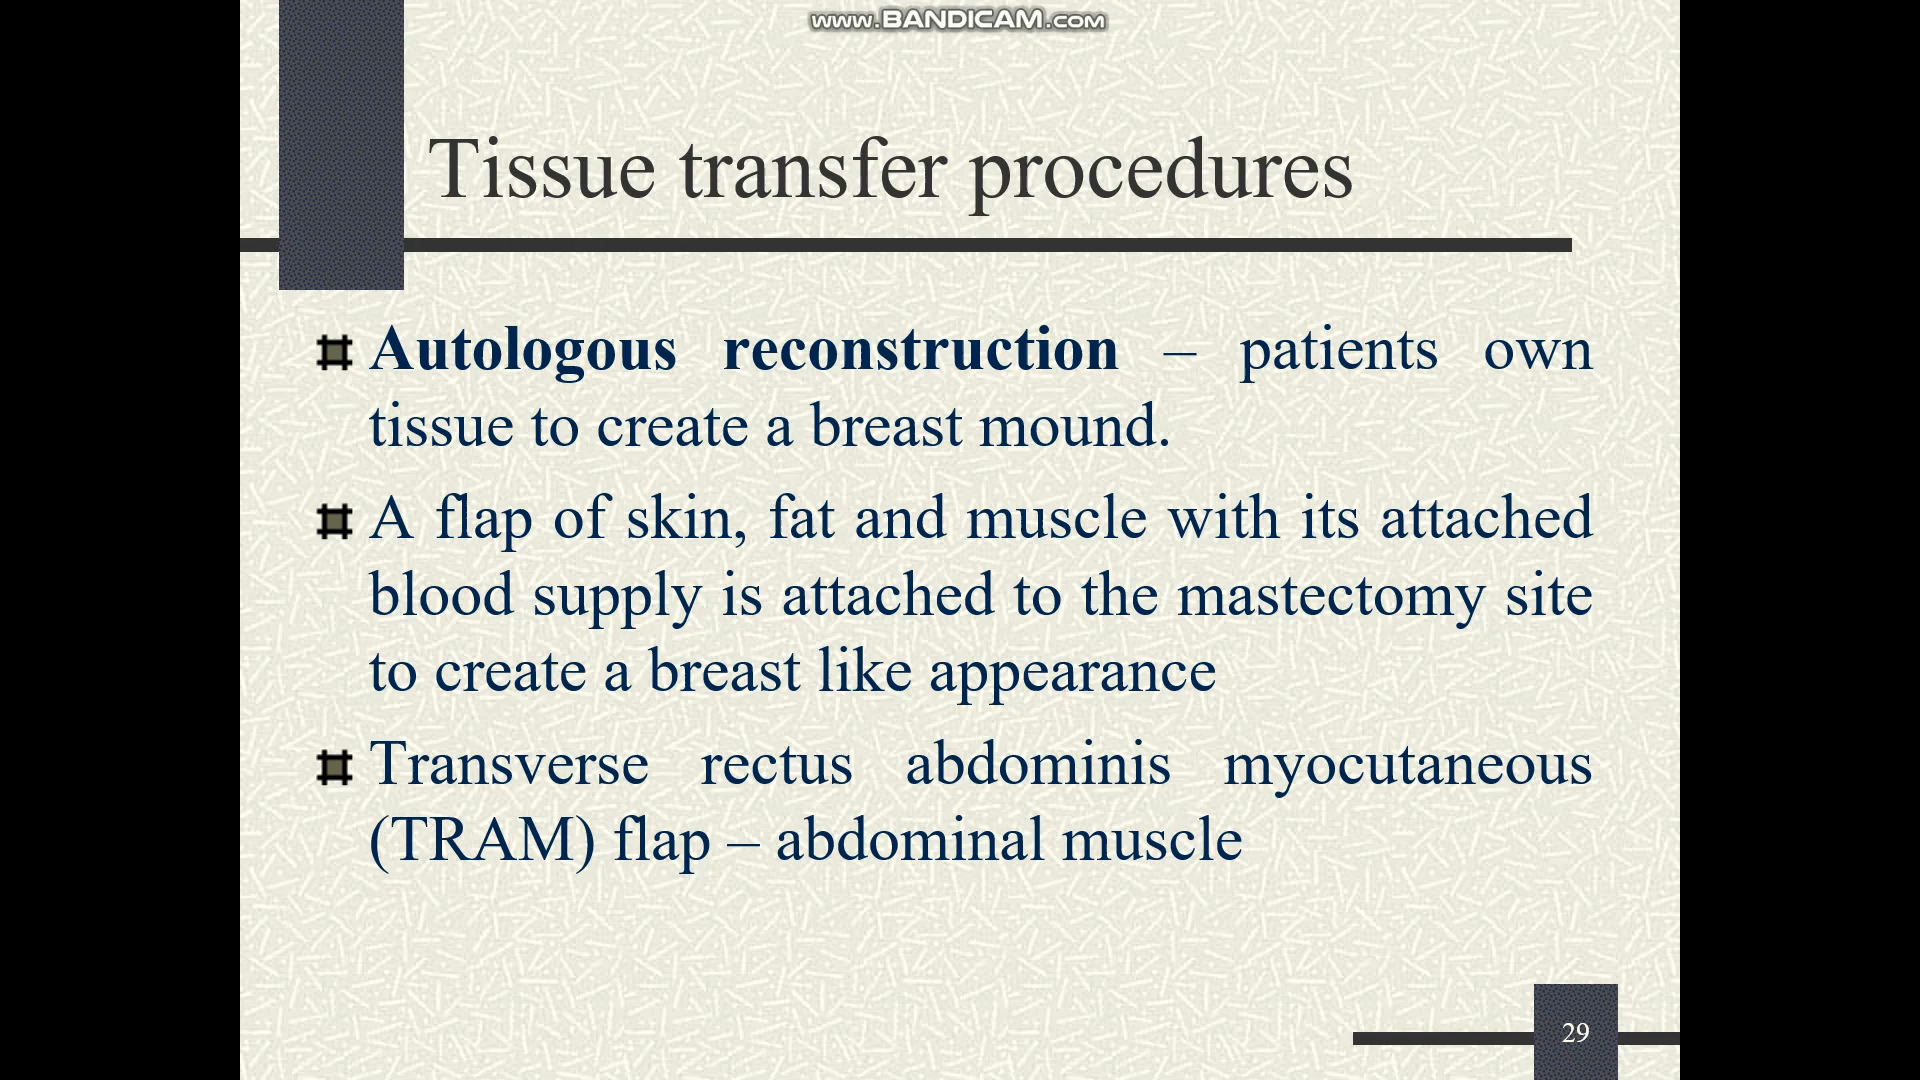 www.BANDICAM.com
Tissue transfer procedures
Autologous reconstruction – patients own
tissue to create a breast mound.
A flap of skin, fat and muscle with its attached
blood supply is attached to the mastectomy site
to create a breast like appearance
Transverse rectus abdominis myocutaneous
(TRAM) flap – abdominal muscle
29